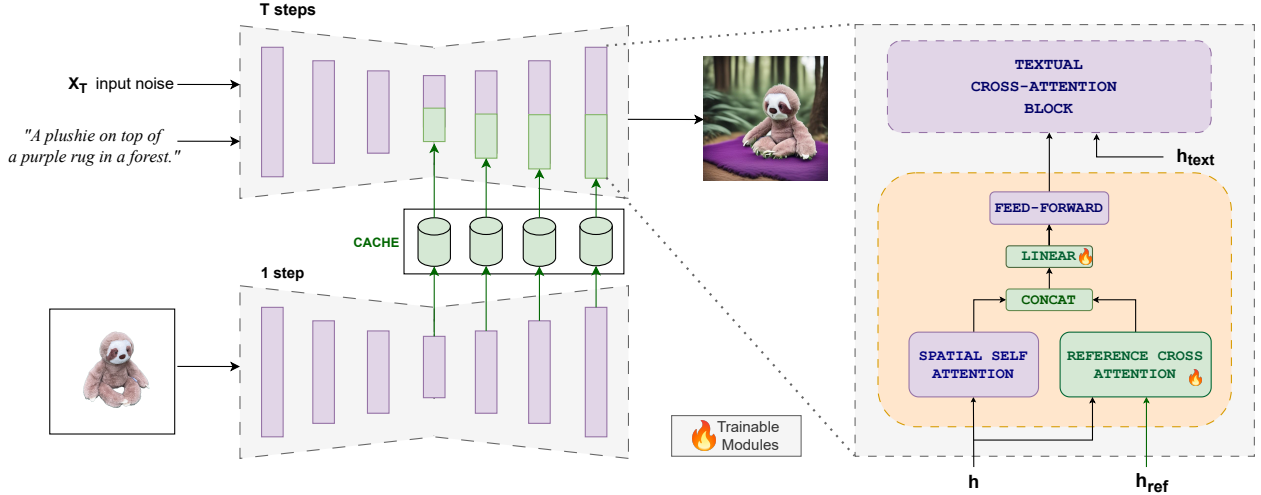 T steps
X_T input noise
"A plushie on top of
a purple rug in a forest."
CACHE
1 step
Trainable
Modules
TEXTUAL
CROSS-ATTENTION
BLOCK
h_text
FEED-FORWARD
LINEAR
CONCAT
SPATIAL SELF
ATTENTION
REFERENCE CROSS
ATTENTION
h
h_ref